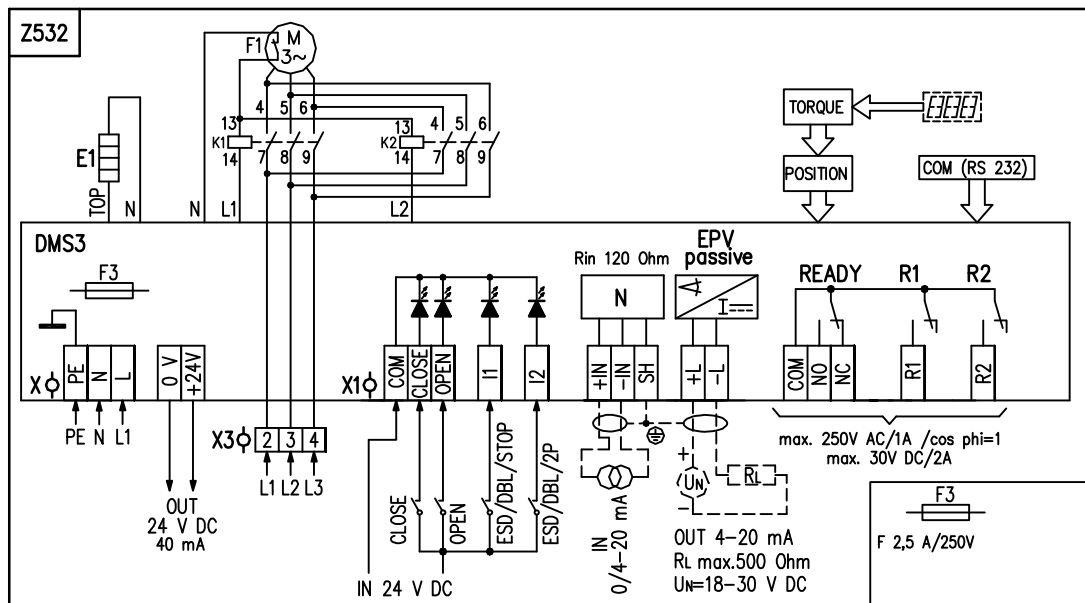 Z532
F1
M
3~
4 5 6
13
K1
14
7 8 9
13
K2
14
4 5 6
7 8 9
E1
TOP
N
N
L1
L2
TORQUE
POSITION
COM (RS 232)
DMS3
F3
Rin 120 Ohm
N
EPV
passive
I
READY
R1
R2
X
PE
N
L
0 V
+24V
X1
COM
CLOSE
OPEN
I1
I2
+IN
-IN
SH
+L
-L
COM
NO
NC
R1
R2
PE N L1
X3
2 3 4
L1 L2 L3
OUT
24 V DC
40 mA
CLOSE
OPEN
ESD/DBL/STOP
ESD/DBL/2P
IN 24 V DC
IN
0/4-20 mA
+
UN
-
RL
OUT 4-20 mA
RL max.500 Ohm
UN=18-30 V DC
max. 250V AC/1A /cos phi=1
max. 30V DC/2A
F3
F 2,5 A/250V